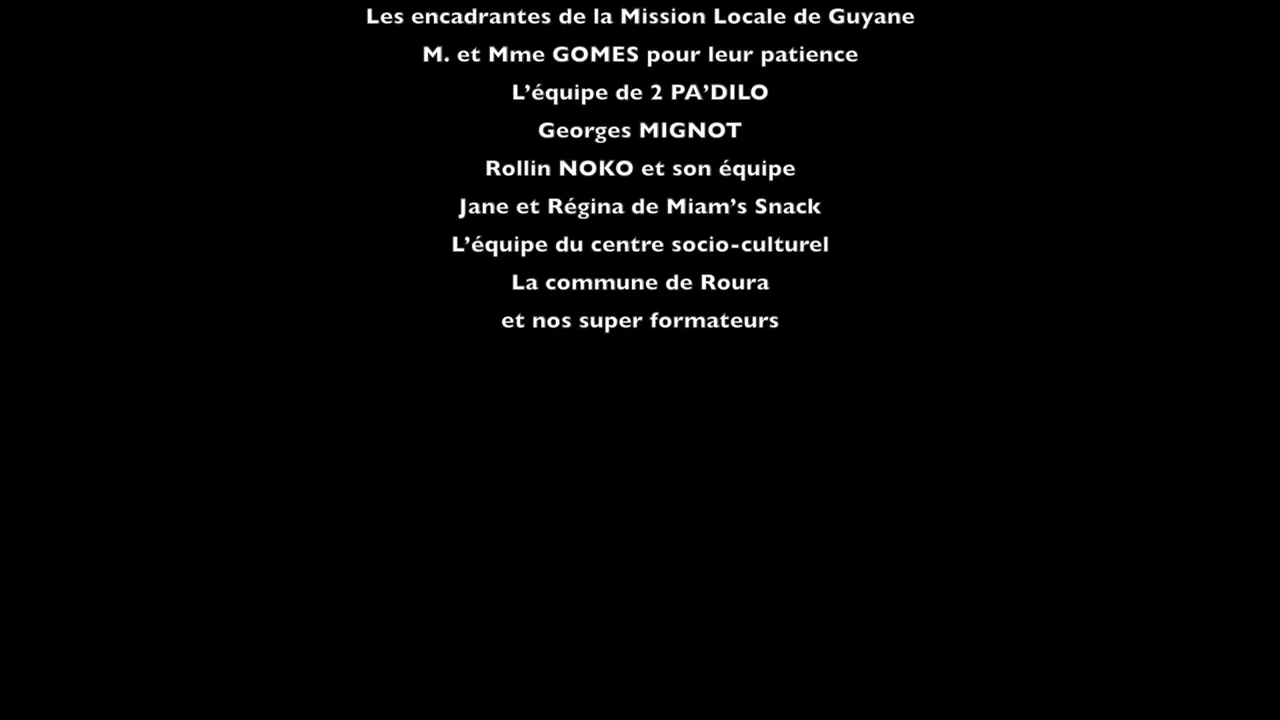 Les encadrantes de la Mission Locale de Guyane
M. et Mme GOMES pour leur patience
L’équipe de 2 PA’DILO
Georges MIGNOT
Rollin NOKO et son équipe
Jane et Régina de Miam’s Snack
L’équipe du centre socio-culturel
La commune de Roura
et nos super formateurs